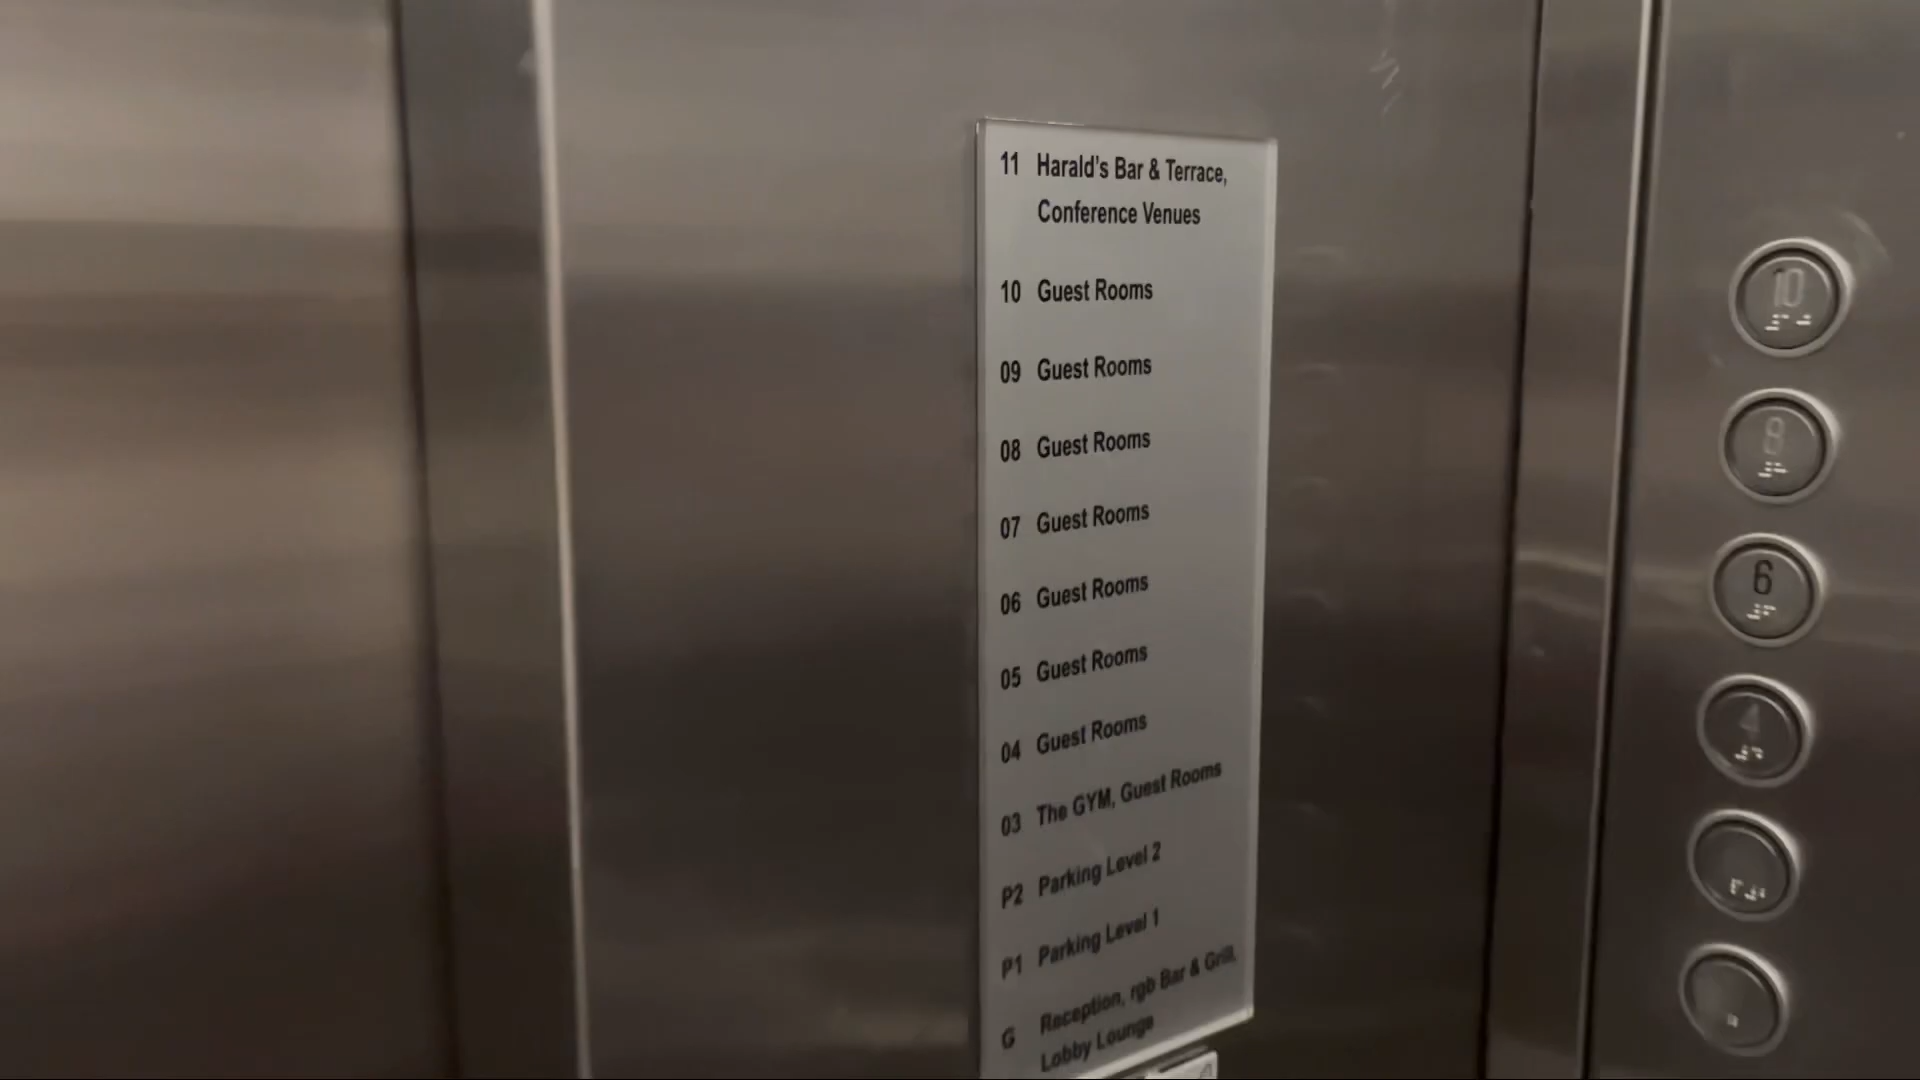 11 Harald's Bar & Terrace,
Conference Venues
10 Guest Rooms
09 Guest Rooms
08 Guest Rooms
07 Guest Rooms
06 Guest Rooms
05 Guest Rooms
04 Guest Rooms
03 The GYM, Guest Rooms
P2 Parking Level 2
P1 Parking Level 1
G Reception, rgb Bar & Grill,
Lobby Lounge
10
8
6
4